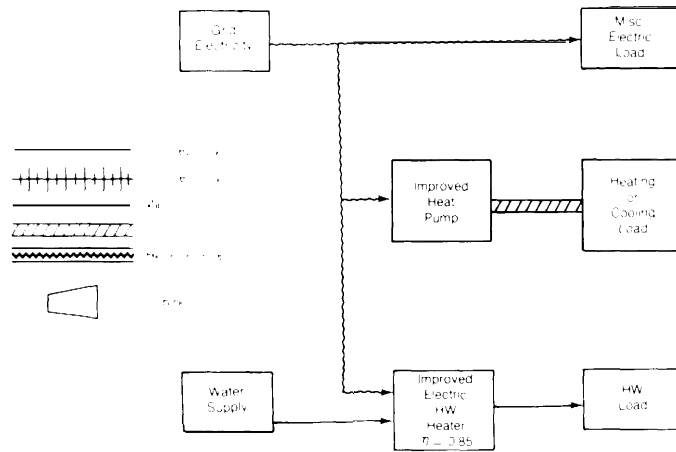 Grid
Electricity
Misc
Electric
Load
Improved
Heat
Pump
Heating
or
Cooling
Load
Water
Supply
Improved
Electric
HW
Heater
η = 0.85
HW
Load